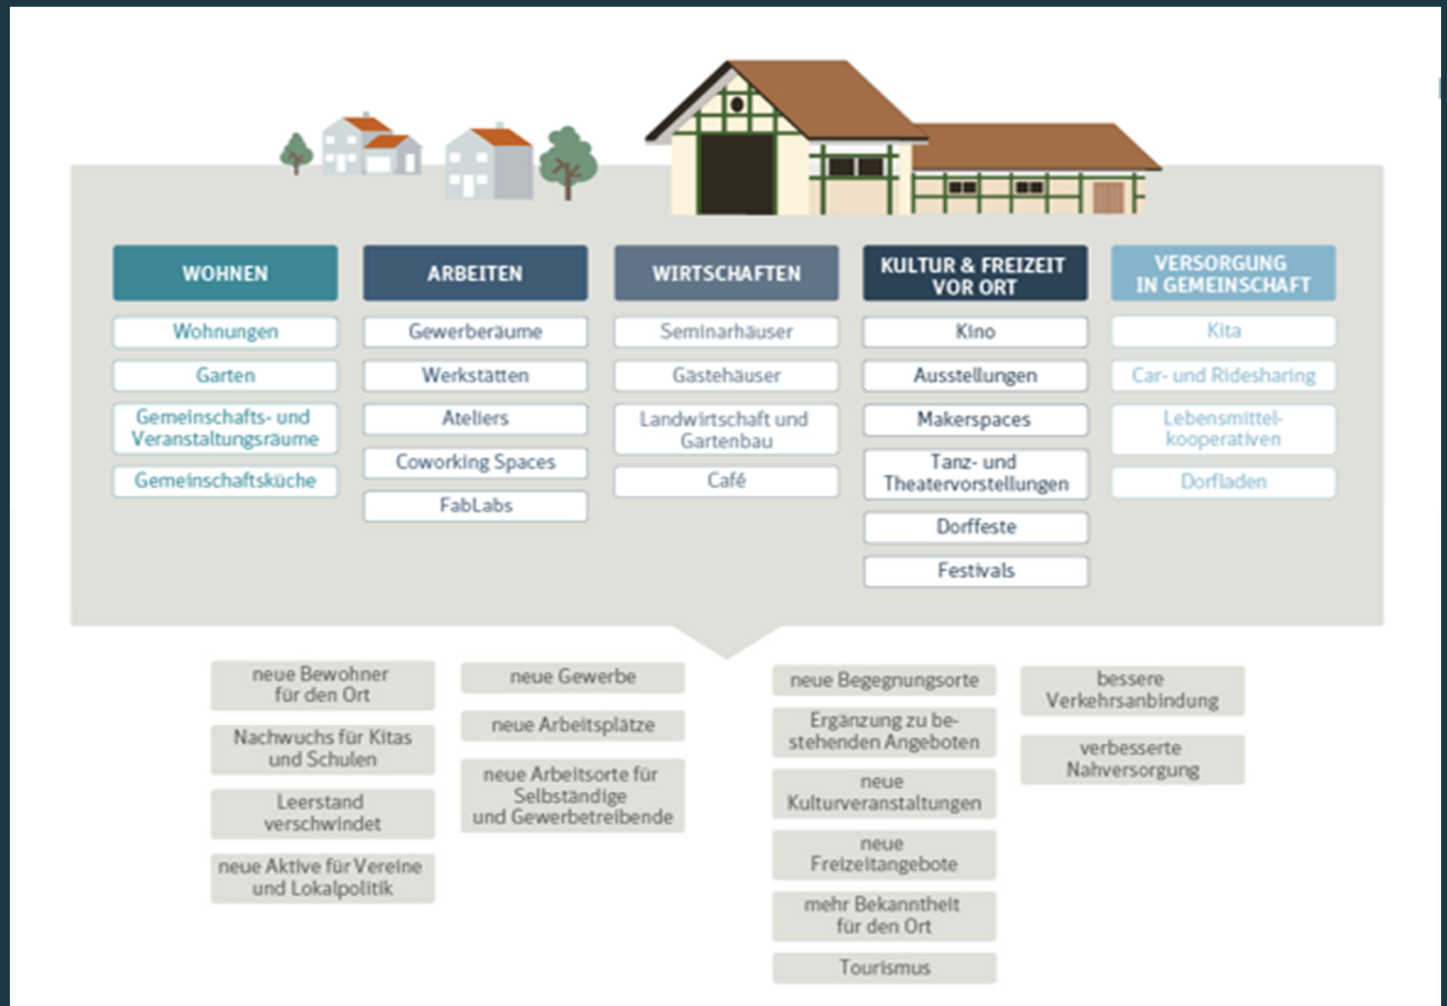 WOHNEN
Wohnungen
Garten
Gemeinschafts- und
Veranstaltungsräume
Gemeinschaftsküche
ARBEITEN
Gewerberäume
Werkstätten
Ateliers
Coworking Spaces
FabLabs
WIRTSCHAFTEN
Seminarhäuser
Gästehäuser
Landwirtschaft und
Gartenbau
Café
KULTUR & FREIZEIT
VOR ORT
Kino
Ausstellungen
Makerspaces
Tanz- und
Theatervorstellungen
Dorffeste
Festivals
VERSORGUNG
IN GEMEINSCHAFT
Kita
Car- und Ridesharing
Lebensmittel-
kooperativen
Dorfladen
neue Bewohner
für den Ort
Nachwuchs für Kitas
und Schulen
Leerstand
verschwindet
neue Aktive für Vereine
und Lokalpolitik
neue Gewerbe
neue Arbeitsplätze
neue Arbeitsorte für
Selbständige
und Gewerbetreibende
neue Begegnungsorte
Ergänzung zu be-
stehenden Angeboten
neue
Kulturveranstaltungen
neue
Freizeitangebote
mehr Bekanntheit
für den Ort
Tourismus
bessere
Verkehrsanbindung
verbesserte
Nahversorgung